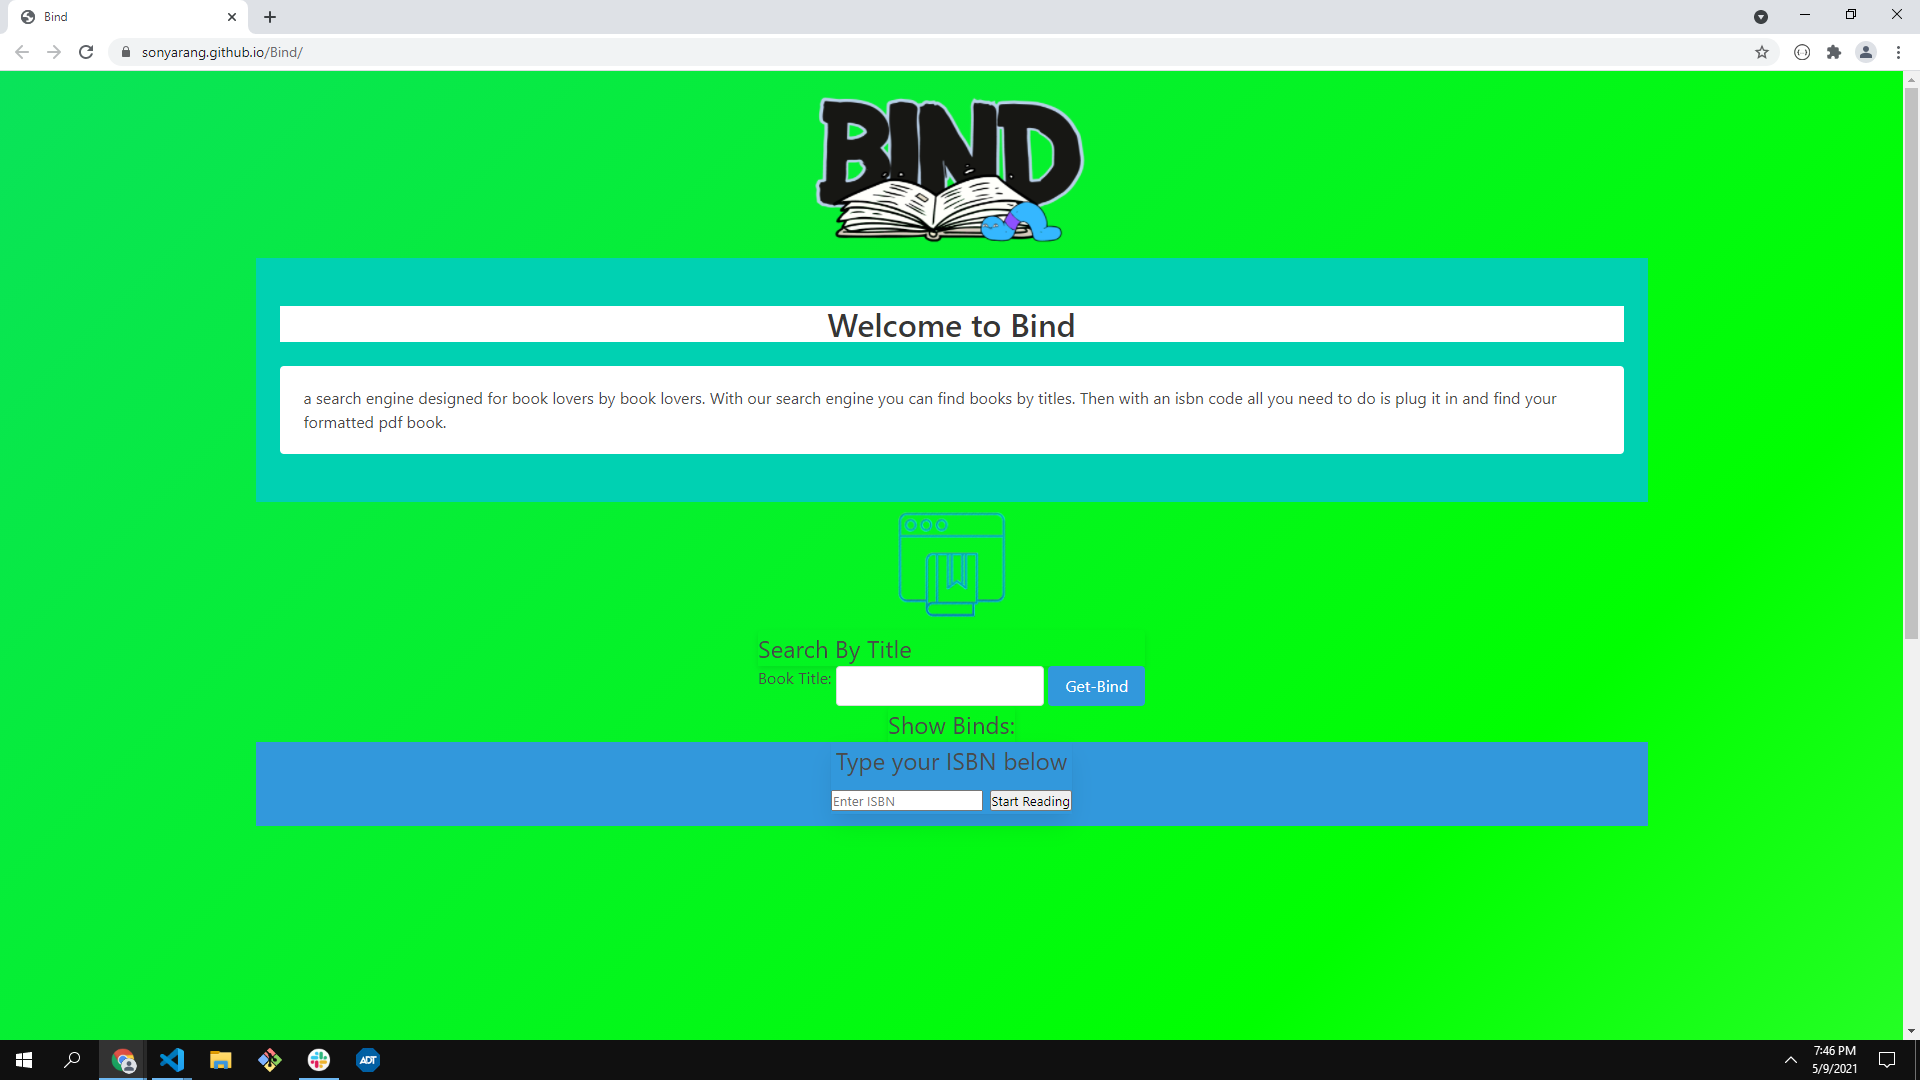 Bind
sonyarang.github.io/Bind/
BIND
Welcome to Bind
a search engine designed for book lovers by book lovers. With our search engine you can find books by titles. Then with an isbn code all you need to do is plug it in and find your
formatted pdf book.
Search By Title
Book Title: Get-Bind
Show Binds:
Type your ISBN below
Enter ISBN Start Reading
ADT
7:46 PM
5/9/2021